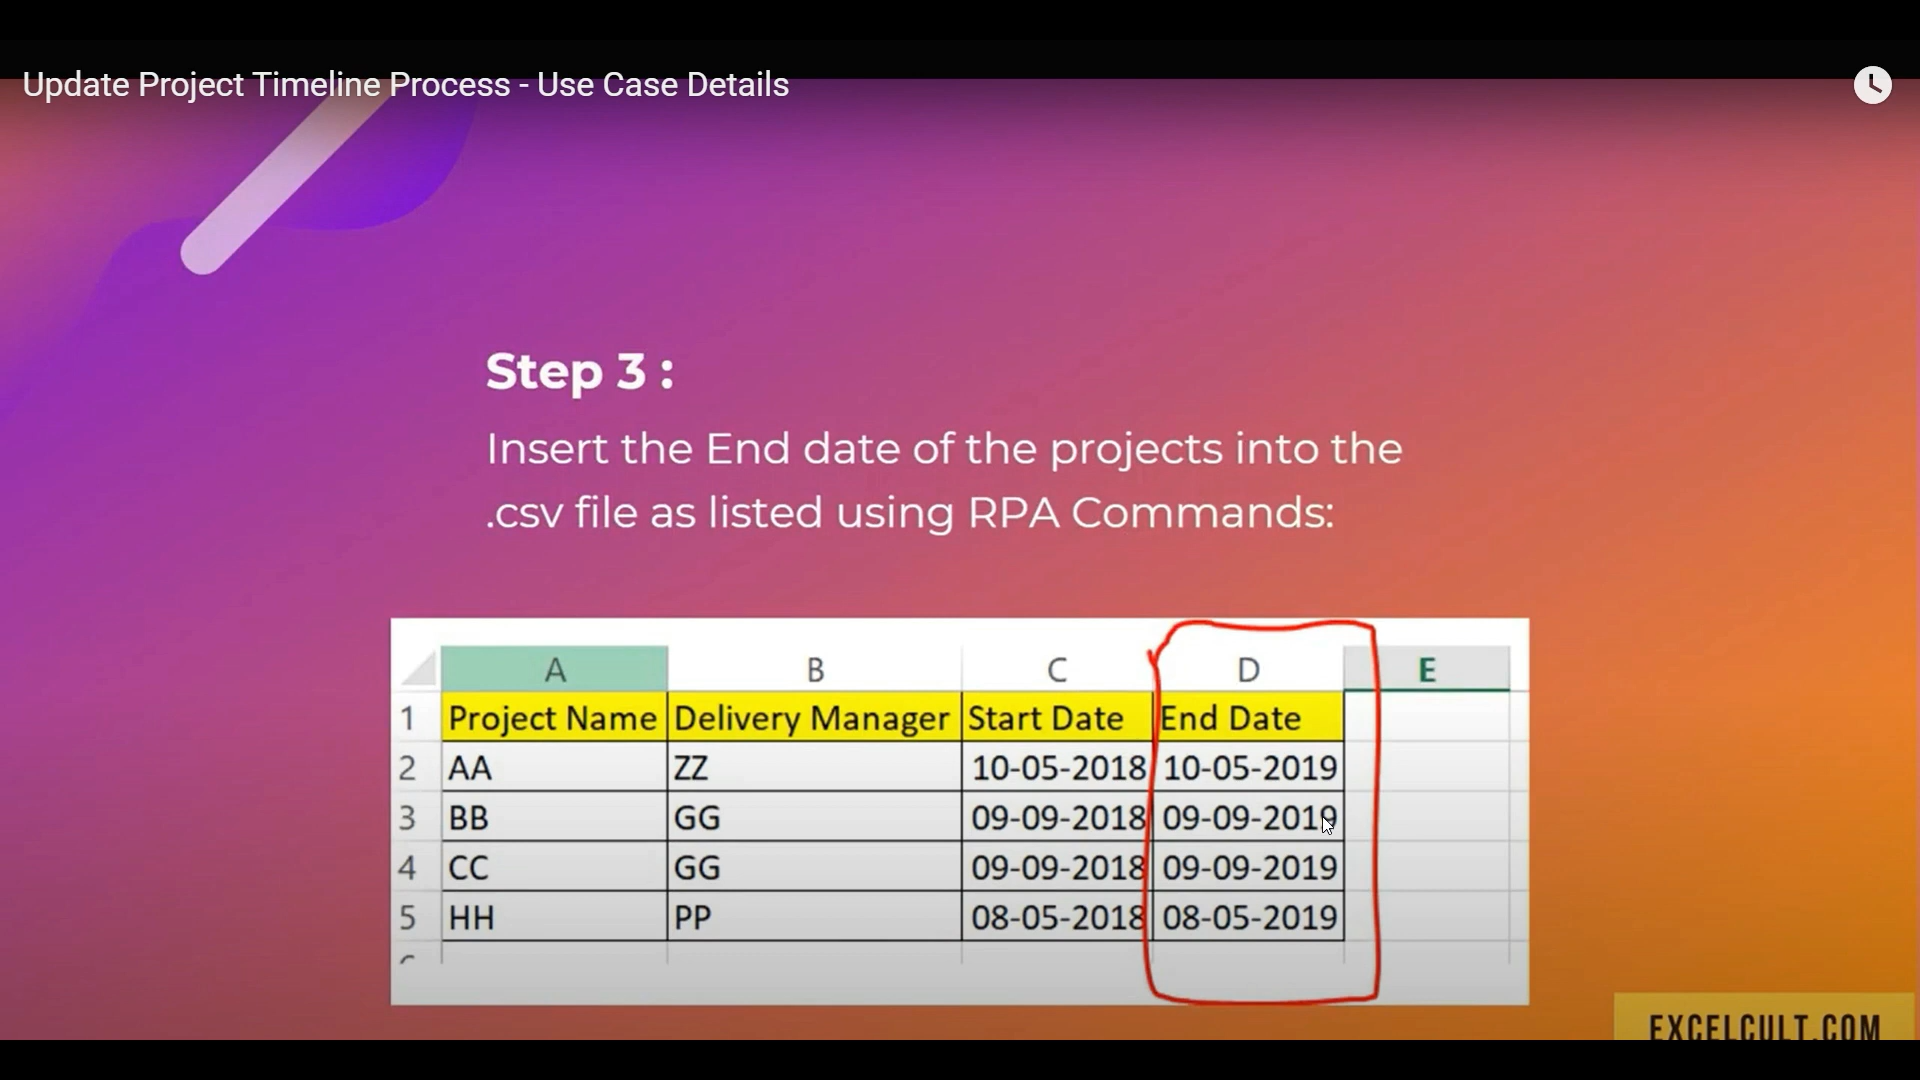 Update Project Timeline Process - Use Case Details
Step 3 :
Insert the End date of the projects into the
.csv file as listed using RPA Commands:
A B C D E
1 Project Name Delivery Manager Start Date End Date
2 AA ZZ 10-05-2018 10-05-2019
3 BB GG 09-09-2018 09-09-2019
4 CC GG 09-09-2018 09-09-2019
5 HH PP 08-05-2018 08-05-2019
EXCELCULT.COM